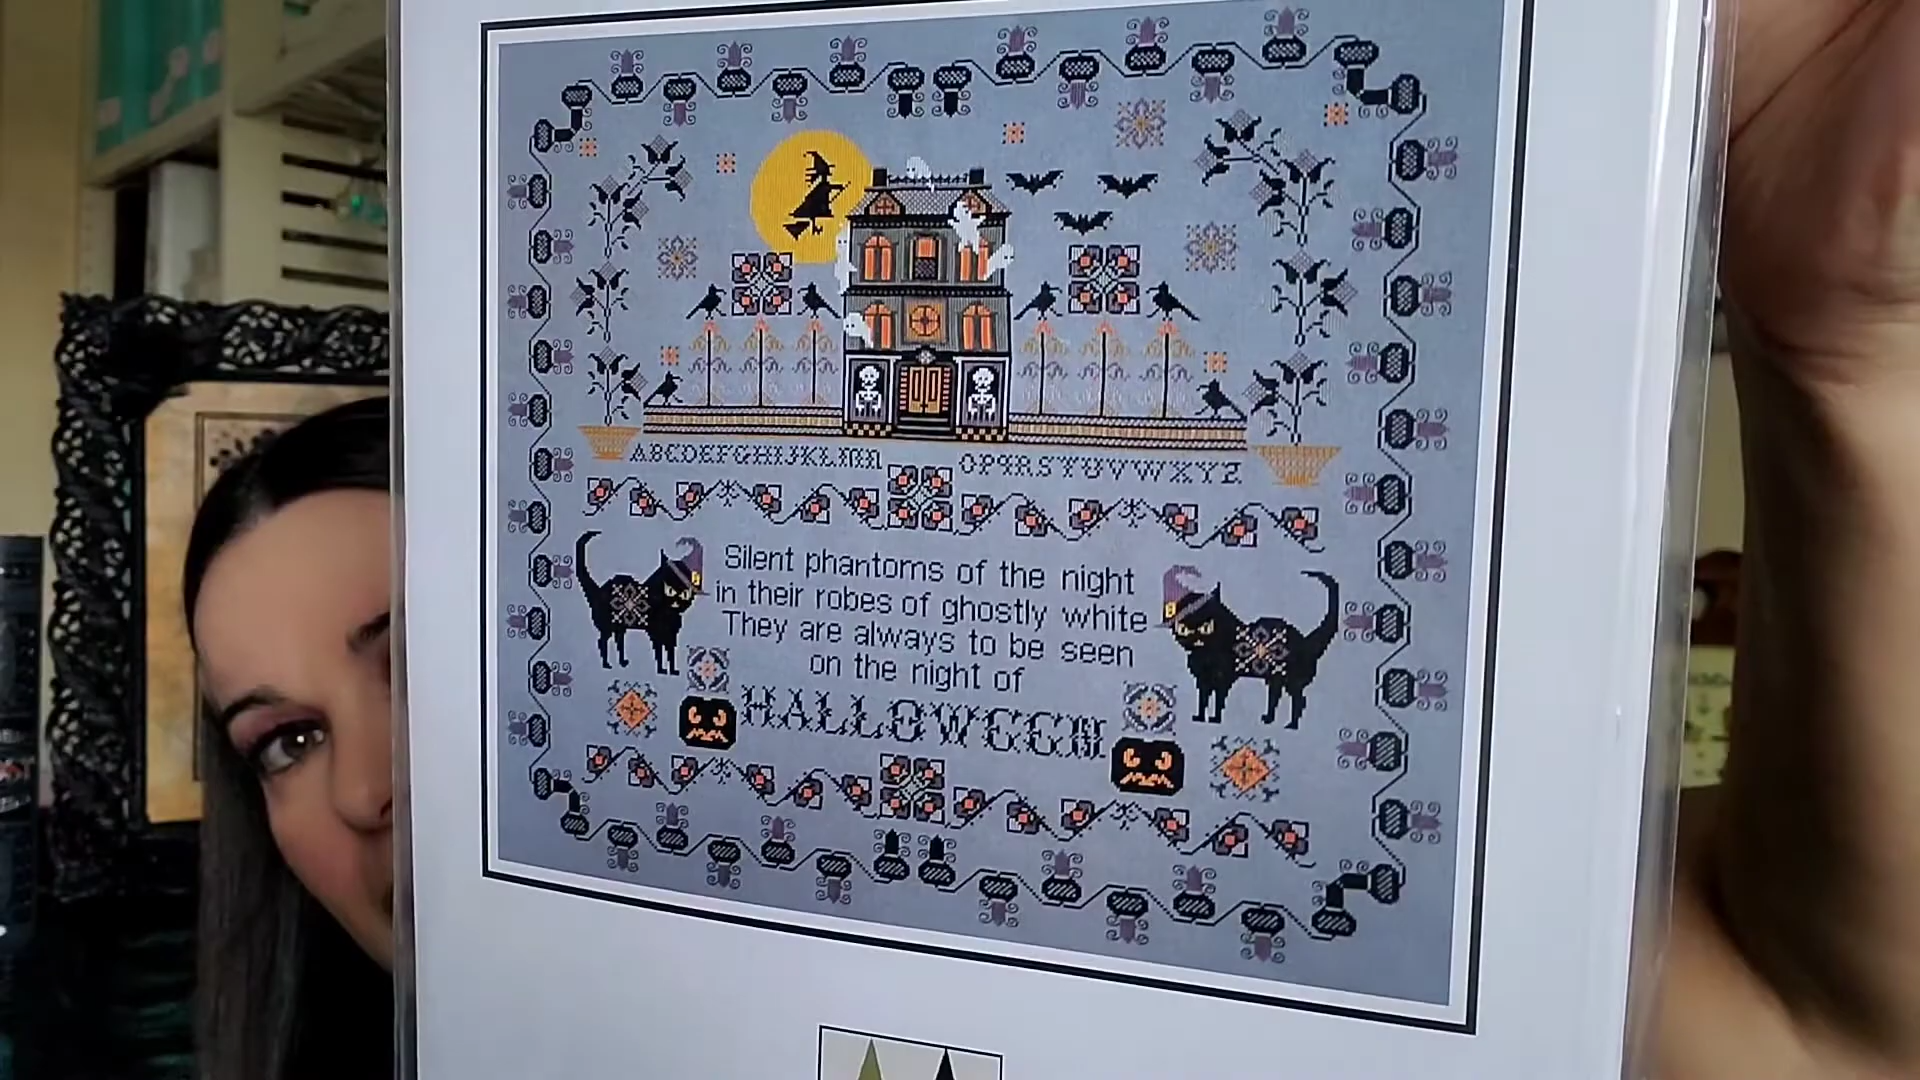 ABCDEFGHIJKLMN OPQRSTUVWXYZ
Silent phantoms of the night
in their robes of ghostly white
They are always to be seen
on the night of
HALLOWEEN